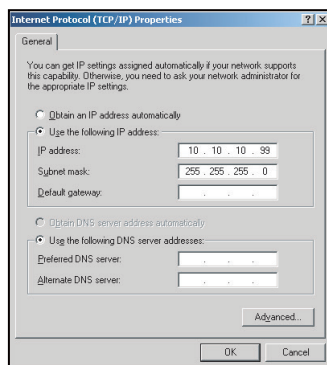 Internet Protocol (TCP/IP) Properties
General
You can get IP settings assigned automatically if your network supports
this capability. Otherwise, you need to ask your network administrator for
the appropriate IP settings.
Obtain an IP address automatically
Use the following IP address:
IP address: 10 . 10 . 10 . 99
Subnet mask: 255 . 255 . 255 . 0
Default gateway: . . .
Obtain DNS server address automatically
Use the following DNS server addresses:
Preferred DNS server: . . .
Alternate DNS server: . . .
Advanced...
OK Cancel